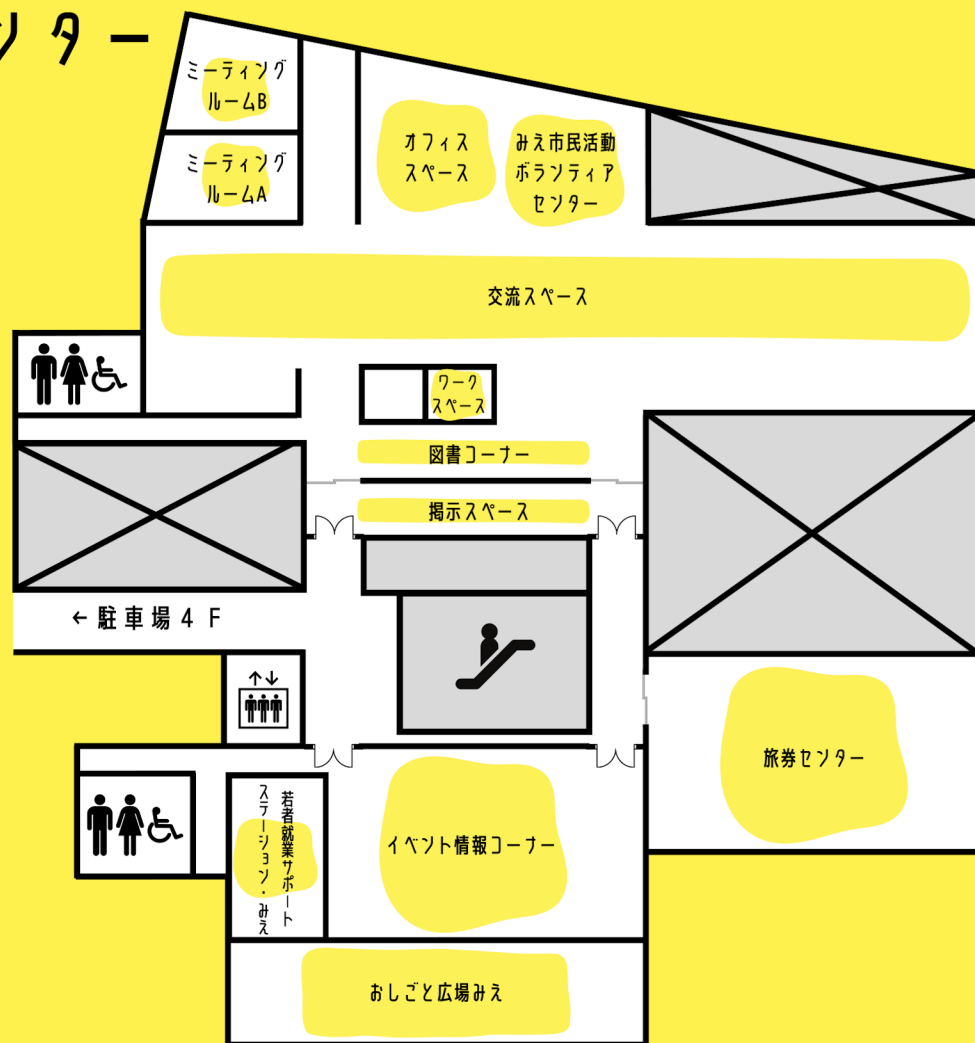 ンター
ミーティング
ルームB
ミーティング
ルームA
オフィス
スペース
みえ市民活動
ボランティア
センター
交流スペース
ワーク
スペース
図書コーナー
掲示スペース
←駐車場4F
↑↓
旅券センター
若者就業サポート
ステーション・みえ
イベント情報コーナー
おしごと広場みえ